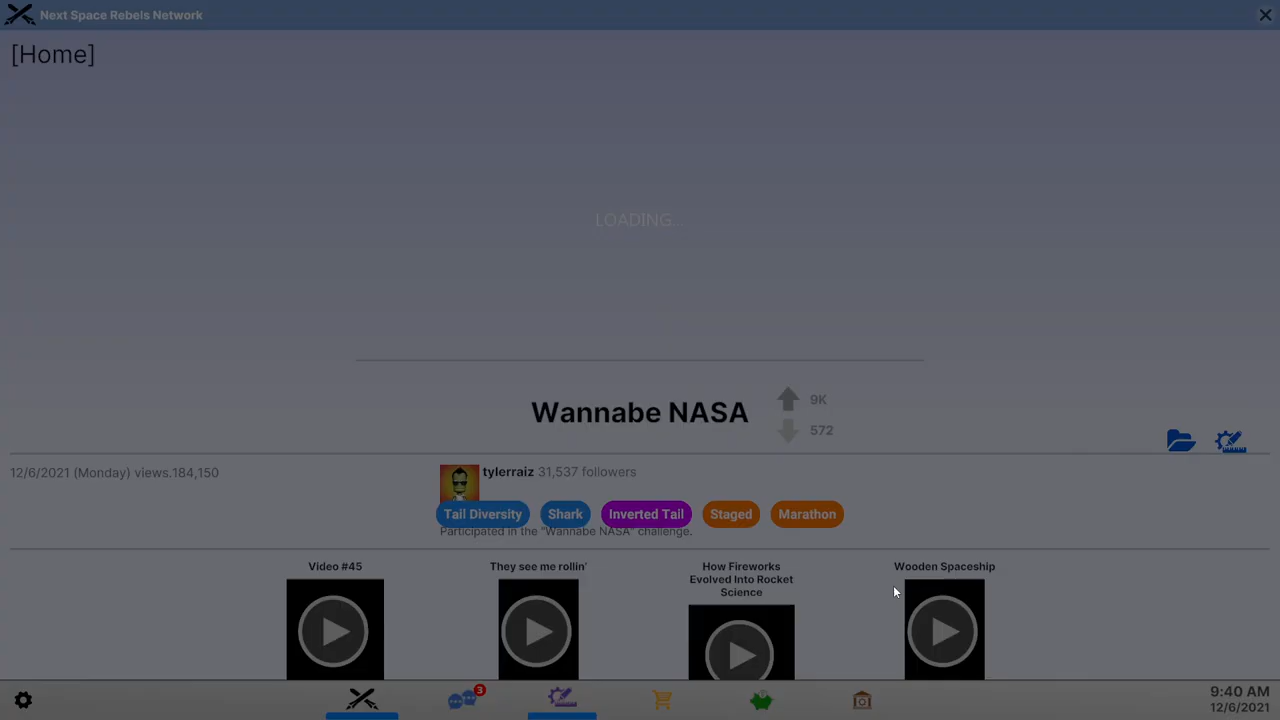 Next Space Rebels Network
[Home]
LOADING...
Wannabe NASA
9K
572
12/6/2021 (Monday) views.184,150
tylerraiz 31,537 followers
Tail Diversity Shark Inverted Tail Staged Marathon
Participated in the "Wannabe NASA" challenge.
Video #45
They see me rollin'
How Fireworks
Evolved Into Rocket
Science
Wooden Spaceship
3
9:40 AM
12/6/2021